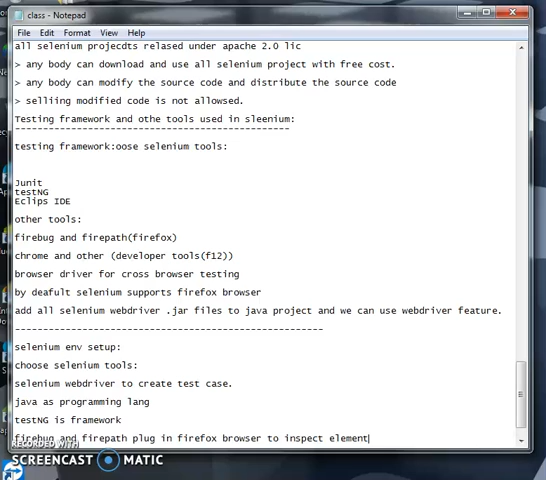 class - Notepad
File Edit Format View Help
all selenium projecdts relased under apache 2.0 lic
> any body can download and use all selenium project with free cost.
> any body can modify the source code and distribute the source code
> selliing modified code is not allowsed.
Testing framework and othe tools used in sleenium:
--------------------------------------------------
testing framework:oose selenium tools:
Junit
testNG
Eclips IDE
other tools:
firebug and firepath(firefox)
chrome and other (developer tools(f12))
browser driver for cross browser testing
by deafult selenium supports firefox browser
add all selenium webdriver .jar files to java project and we can use webdriver feature.
--------------------------------------------------------
selenium env setup:
choose selenium tools:
selenium webdriver to create test case.
java as programming lang
testNG is framework
firebug and firepath plug in firefox browser to inspect element
RECORDED WITH
SCREENCAST MATIC